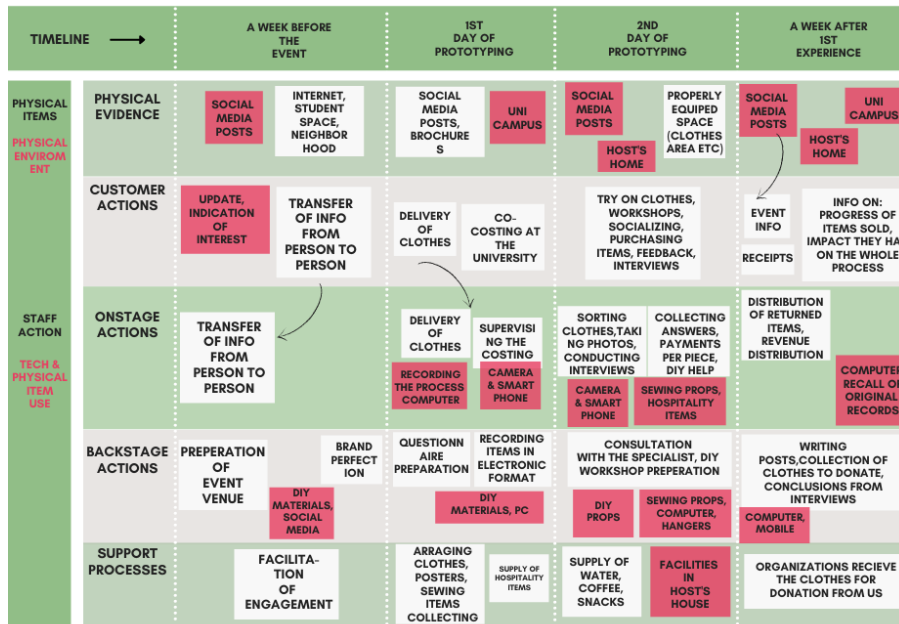 TIMELINE
A WEEK BEFORE
THE
EVENT
1ST
DAY OF
PROTOTYPING
2ND
DAY OF
PROTOTYPING
A WEEK AFTER
1ST
EXPERIENCE
PHYSICAL
ITEMS
PHYSICAL
ENVIROM
ENT
PHYSICAL
EVIDENCE
SOCIAL
MEDIA
POSTS
INTERNET,
STUDENT
SPACE,
NEIGHBOR
HOOD
SOCIAL
MEDIA
POSTS,
BROCHURE
S
UNI
CAMPUS
SOCIAL
MEDIA
POSTS
HOST'S
HOME
PROPERLY
EQUIPED
SPACE
(CLOTHES
AREA ETC)
SOCIAL
MEDIA
POSTS
UNI
CAMPUS
HOST'S
HOME
CUSTOMER
ACTIONS
UPDATE,
INDICATION
OF
INTEREST
TRANSFER
OF INFO
FROM
PERSON TO
PERSON
DELIVERY
OF CLOTHES
CO-
COSTING AT
THE
UNIVERSITY
TRY ON CLOTHES,
WORKSHOPS,
SOCIALIZING,
PURCHASING
ITEMS, FEEDBACK,
INTERVIEWS
EVENT
INFO
RECEIPTS
INFO ON:
PROGRESS OF
ITEMS SOLD,
IMPACT THEY HA
ON THE WHOLE
PROCESS
STAFF
ACTION
TECH &
PHYSICAL
ITEM
USE
ONSTAGE
ACTIONS
TRANSFER
OF INFO
FROM
PERSON TO
PERSON
DELIVERY
OF CLOTHES
SUPERVISI
NG THE
COSTING
RECORDING
THE PROCESS
COMPUTER
CAMERA
& SMART
PHONE
SORTING
CLOTHES,TAKI
NG PHOTOS,
CONDUCTING
INTERVIEWS
COLLECTING
ANSWERS,
PAYMENTS
PER PIECE,
DIY HELP
CAMERA
& SMART
PHONE
SEWING PROPS,
HOSPITALITY
ITEMS
DISTRIBUTION
OF RETURNED
ITEMS,
REVENUE
DISTRIBUTION
COMPUTER
RECALL OF
ORIGINAL
RECORDS
BACKSTAGE
ACTIONS
PREPERATION
OF
EVENT
VENUE
BRAND
PERFECT
ION
DIY
MATERIALS,
SOCIAL
MEDIA
QUESTIONN
AIRE
PREPARATION
RECORDING
ITEMS IN
ELECTRONIC
FORMAT
DIY
MATERIALS, PC
CONSULTATION
WITH THE SPECIALIST, DIY
WORKSHOP PREPARATION
DIY
PROPS
SEWING PROPS,
COMPUTER,
HANGERS
WRITING
POSTS,COLLECTION OF
CLOTHES TO DONATE,
CONCLUSIONS FROM
INTERVIEWS
COMPUTER,
MOBILE
SUPPORT
PROCESSES
FACILITA-
TION
OF
ENGAGEMENT
ARRAGING
CLOTHES,
POSTERS,
SEWING
ITEMS
COLLECTING
SUPPLY OF
HOSPITALITY
ITEMS
SUPPLY OF
WATER,
COFFEE,
SNACKS
FACILITIES
IN
HOST'S
HOUSE
ORGANIZATIONS RECIEVE
THE CLOTHES FOR
DONATION FROM US